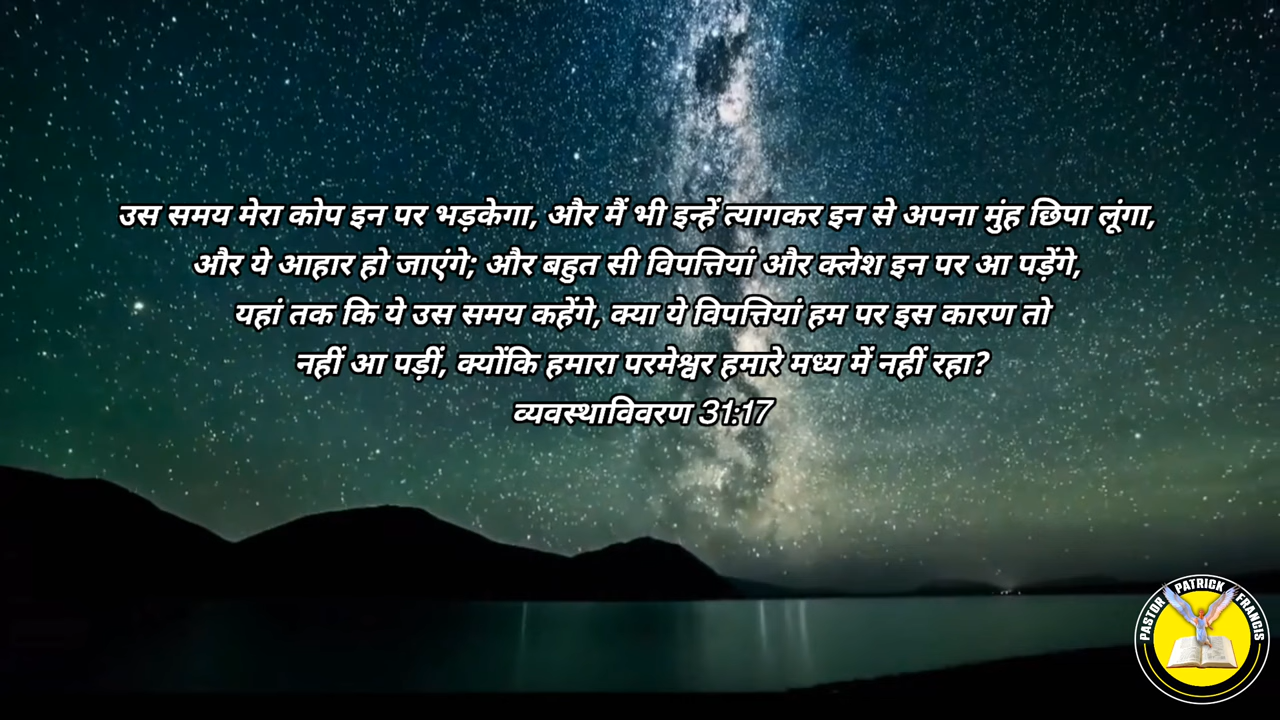 उस समय मेरा कोप इन पर भड़केगा, और मैं भी इन्हें त्यागकर इन से अपना मुंह छिपा लूंगा,
और ये आहार हो जाएंगे; और बहुत सी विपत्तियां और क्लेश इन पर आ पड़ेंगे,
यहां तक कि ये उस समय कहेंगे, क्या ये विपत्तियां हम पर इस कारण तो
नहीं आ पड़ीं, क्योंकि हमारा परमेश्वर हमारे मध्य में नहीं रहा?
व्यवस्थाविवरण 31:17
PASTOR PATRICK FRANCIS